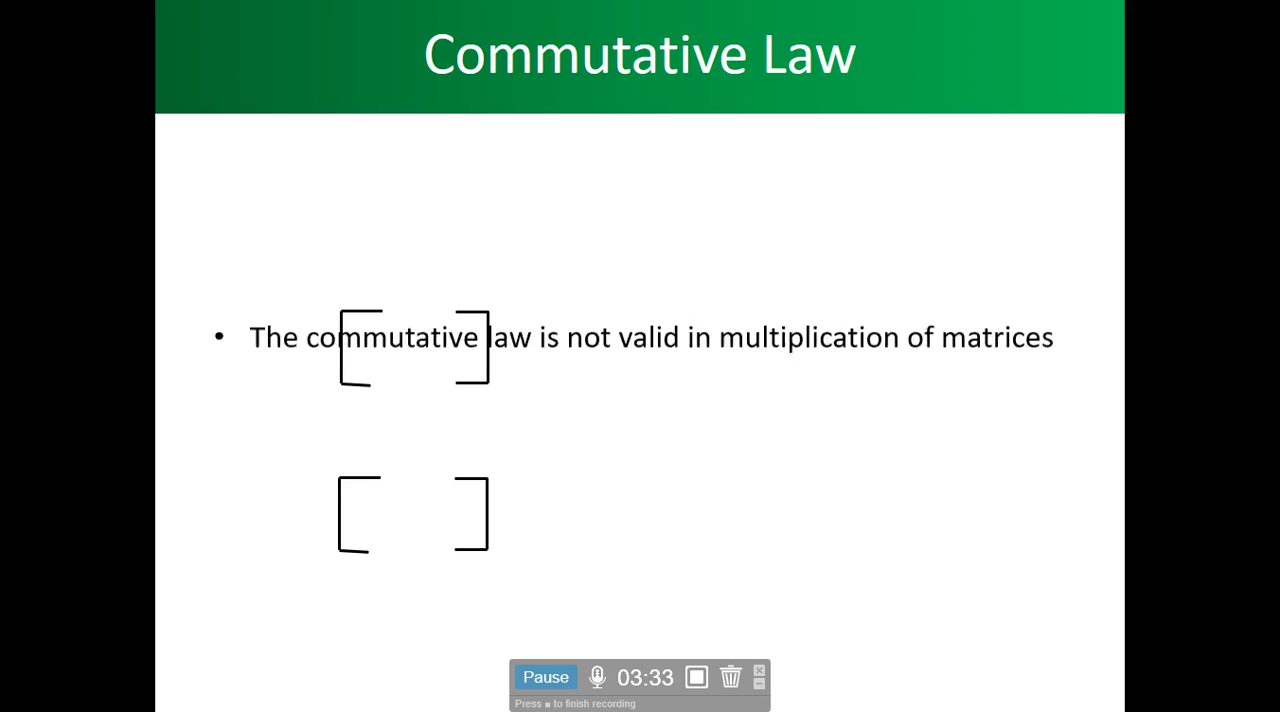 Commutative Law
• The commutative law is not valid in multiplication of matrices
Pause 03:33
Press ■ to finish recording